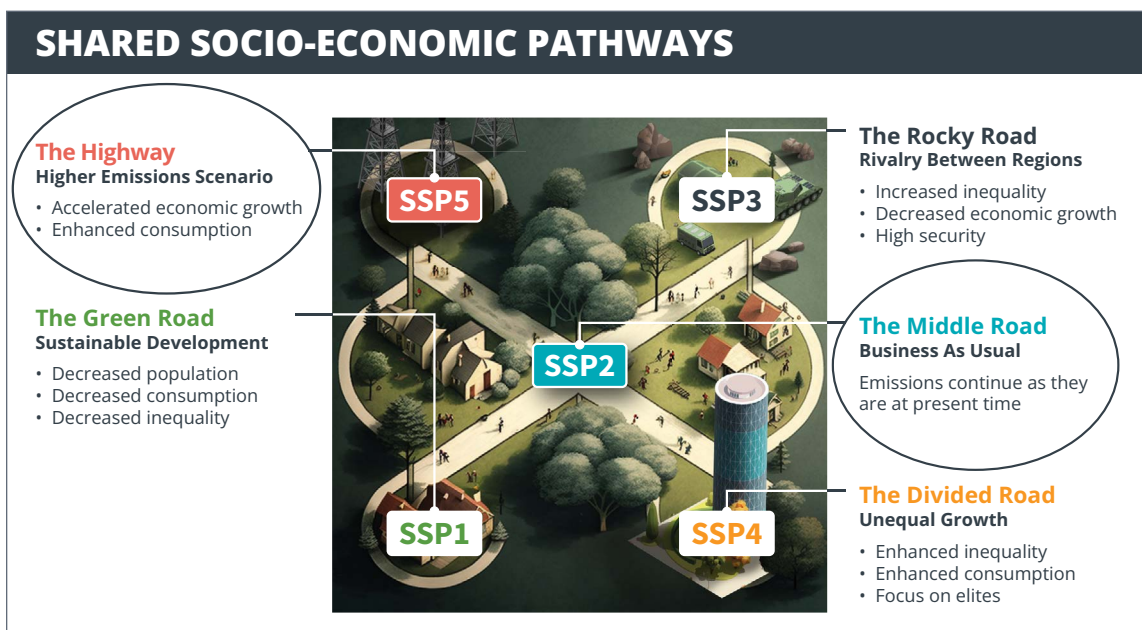 SHARED SOCIO-ECONOMIC PATHWAYS
The Highway
Higher Emissions Scenario
• Accelerated economic growth
• Enhanced consumption
The Green Road
Sustainable Development
• Decreased population
• Decreased consumption
• Decreased inequality
SSP5
SSP3
SSP2
SSP1
SSP4
The Rocky Road
Rivalry Between Regions
• Increased inequality
• Decreased economic growth
• High security
The Middle Road
Business As Usual
Emissions continue as they
are at present time
The Divided Road
Unequal Growth
• Enhanced inequality
• Enhanced consumption
• Focus on elites